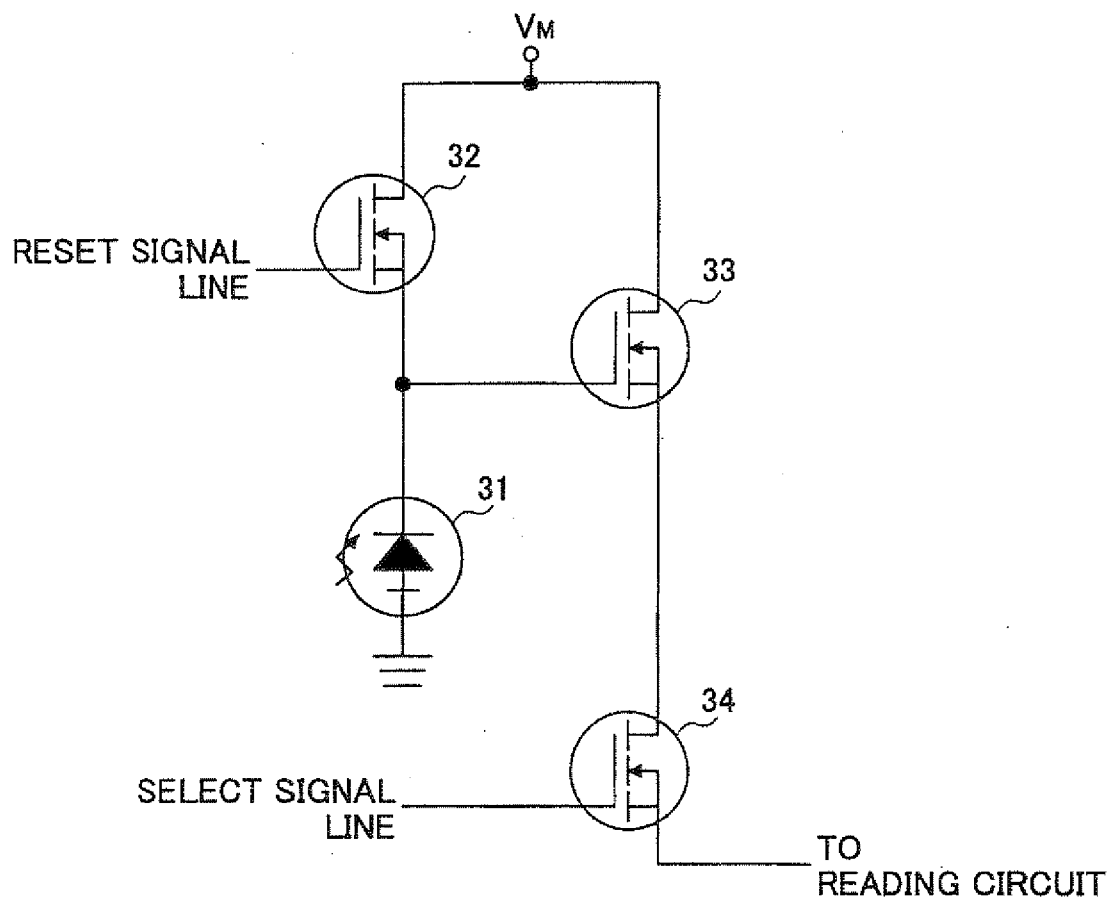 VM
32
RESET SIGNAL
LINE
33
31
34
SELECT SIGNAL
LINE
TO
READING CIRCUIT